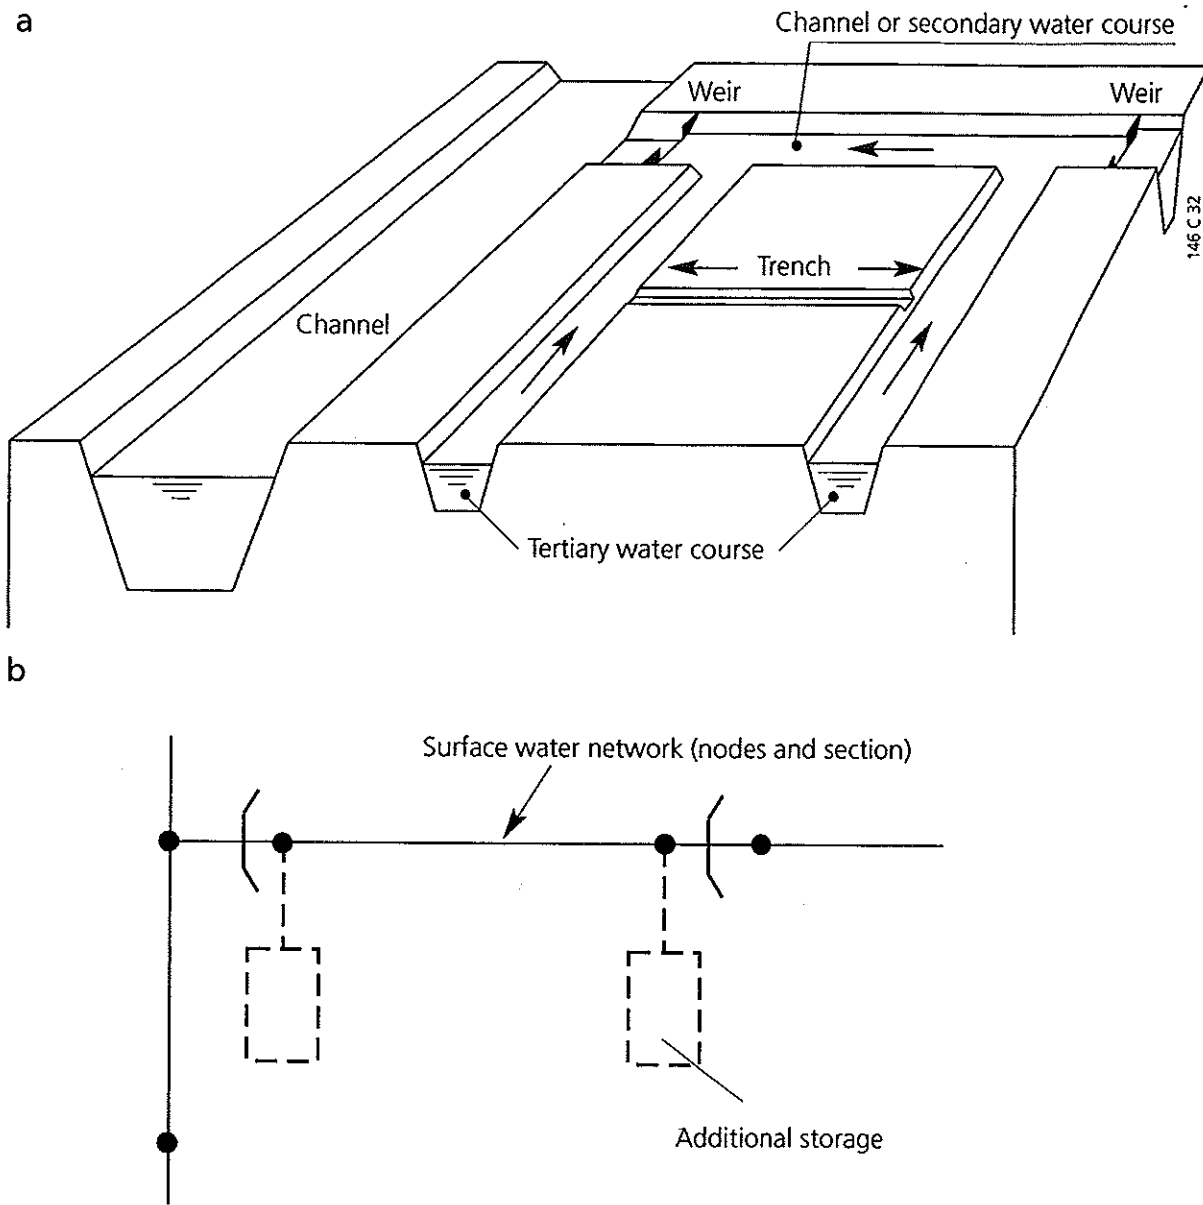 a
Channel or secondary water course
Weir
Weir
146 C 32
Trench
Channel
Tertiary water course
b
Surface water network (nodes and section)
Additional storage